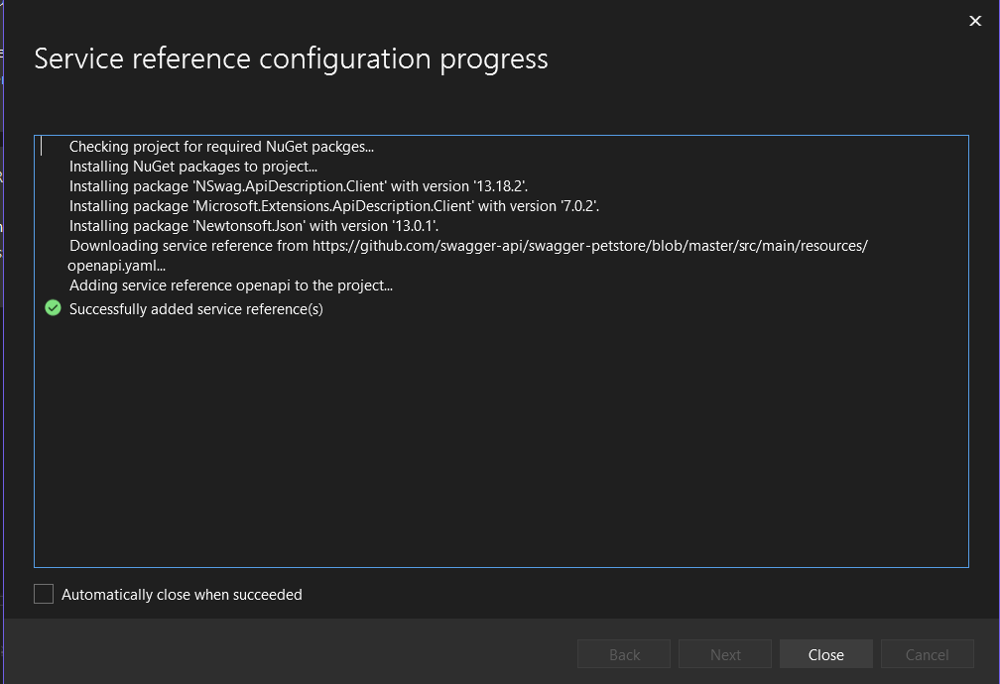 Service reference configuration progress
Checking project for required NuGet packges...
Installing NuGet packages to project...
Installing package 'NSwag.ApiDescription.Client' with version '13.18.2'.
Installing package 'Microsoft.Extensions.ApiDescription.Client' with version '7.0.2'.
Installing package 'Newtonsoft.Json' with version '13.0.1'.
Downloading service reference from https://github.com/swagger-api/swagger-petstore/blob/master/src/main/resources/
openapi.yaml...
Adding service reference openapi to the project...
Successfully added service reference(s)
Automatically close when succeeded
Back Next Close Cancel